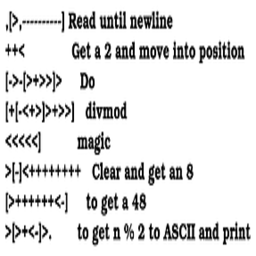 ,[>,----------] Read until newline
++< Get a 2 and move into position
[->-[>+>>]> Do
[+[-<+>]>+>>] divmod
<<<<<] magic
>[-]<++++++++ Clear and get an 8
[>++++++<-] to get a 48
>[>+<-]>. to get n % 2 to ASCII and print